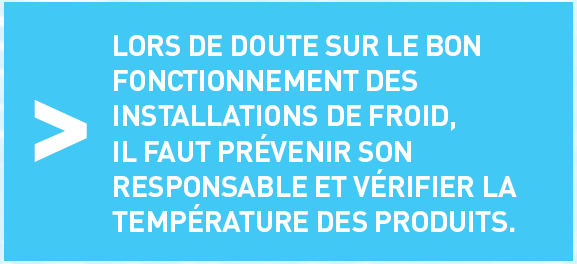 LORS DE DOUTE SUR LE BON
FONCTIONNEMENT DES
INSTALLATIONS DE FROID,
IL FAUT PRÉVENIR SON
RESPONSABLE ET VÉRIFIER LA
TEMPÉRATURE DES PRODUITS.